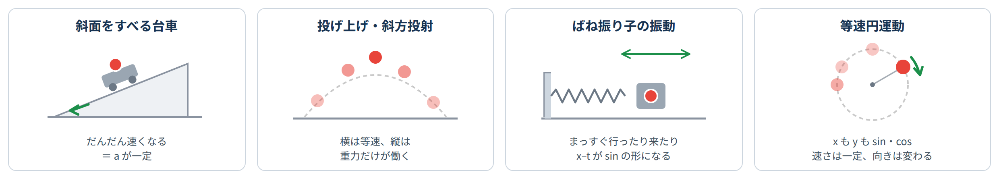 斜面をすべる台車
だんだん速くなる
＝ a が一定
投げ上げ・斜方投射
横は等速、縦は
重力だけが働く
ばね振り子の振動
まっすぐ行ったり来たり
x–t が sin の形になる
等速円運動
x も y も sin・cos
速さは一定、向きは変わる